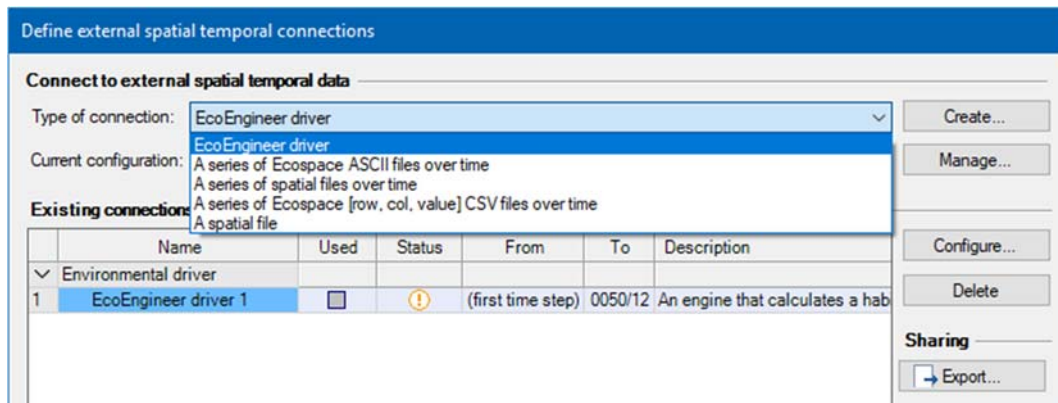 Define external spatial temporal connections
Connect to external spatial temporal data
Type of connection: EcoEngineer driver Create...
EcoEngineer driver
Current configuration: A series of Ecospace ASCII files over time Manage...
A series of spatial files over time
A series of Ecospace [row, col, value] CSV files over time
Existing connections
A spatial file
Name Used Status From To Description Configure...
Environmental driver
1 EcoEngineer driver 1 (first time step) 0050/12 An engine that calculates a hab Delete
Sharing
Export...